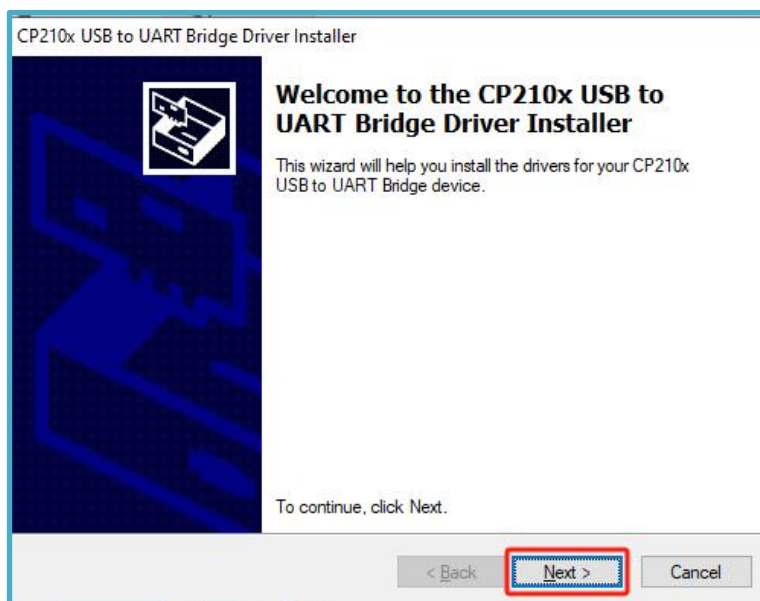 CP210x USB to UART Bridge Driver Installer
Welcome to the CP210x USB to
UART Bridge Driver Installer
This wizard will help you install the drivers for your CP210x
USB to UART Bridge device.
To continue, click Next.
< Back
Next >
Cancel